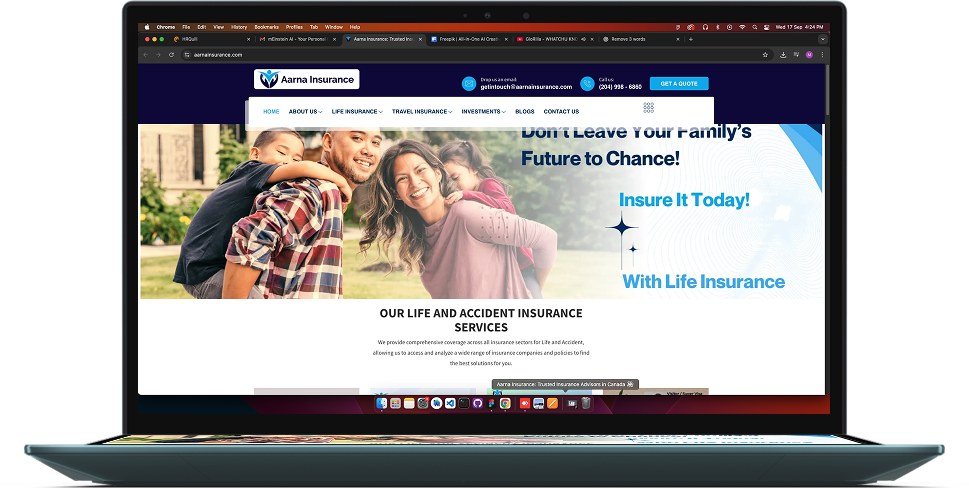 Chrome File Edit View History Bookmarks Profiles Tab Window Help
Wed 17 Sep 4:24 PM
HRQuill
mEinstein AI - Your Personal
Aarna Insurance: Trusted Insu
Freepik | All-in-One AI Creat
GloRilla - WHATCHU KNO
Remove 3 words
aarnainsurance.com
Aarna Insurance
Drop us an email:
getintouch@aarnainsurance.com
Call us:
(204) 998 - 6860
GET A QUOTE
HOME ABOUT US LIFE INSURANCE TRAVEL INSURANCE INVESTMENTS BLOGS CONTACT US
Don't Leave Your Family's
Future to Chance!
Insure It Today!
With Life Insurance
OUR LIFE AND ACCIDENT INSURANCE
SERVICES
We provide comprehensive coverage across all insurance sectors for Life and Accident,
allowing us to access and analyze a wide range of insurance companies and policies to find
the best solutions for you.
Aarna Insurance: Trusted Insurance Advisors in Canada